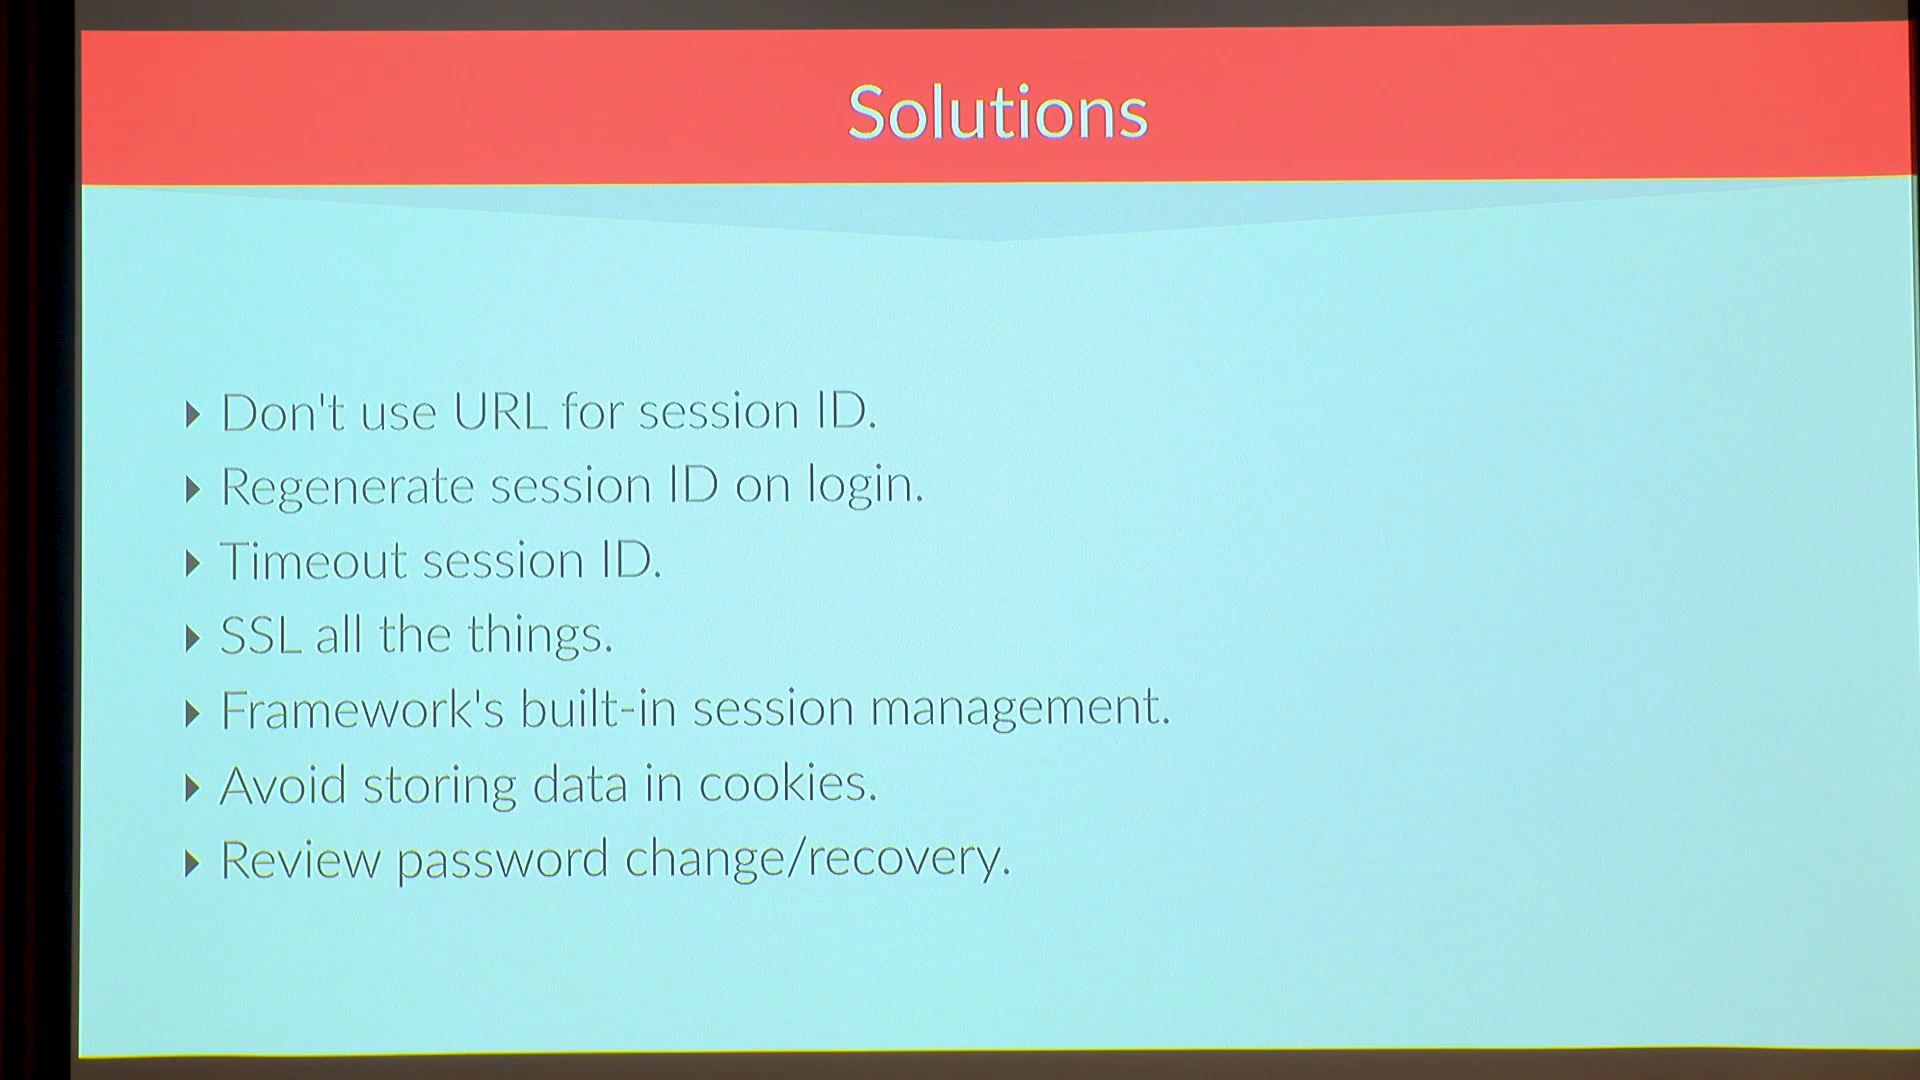 Solutions
Don't use URL for session ID.
Regenerate session ID on login.
Timeout session ID.
SSL all the things.
Framework's built-in session management.
Avoid storing data in cookies.
Review password change/recovery.